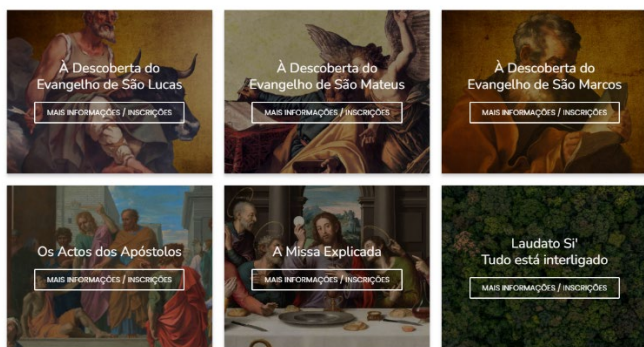 À Descoberta do
Evangelho de São Lucas
MAIS INFORMAÇÕES / INSCRIÇÕES
À Descoberta do
Evangelho de São Mateus
MAIS INFORMAÇÕES / INSCRIÇÕES
À Descoberta do
Evangelho de São Marcos
MAIS INFORMAÇÕES / INSCRIÇÕES
Os Actos dos Apóstolos
MAIS INFORMAÇÕES / INSCRIÇÕES
A Missa Explicada
MAIS INFORMAÇÕES / INSCRIÇÕES
Laudato Si'
Tudo está interligado
MAIS INFORMAÇÕES / INSCRIÇÕES